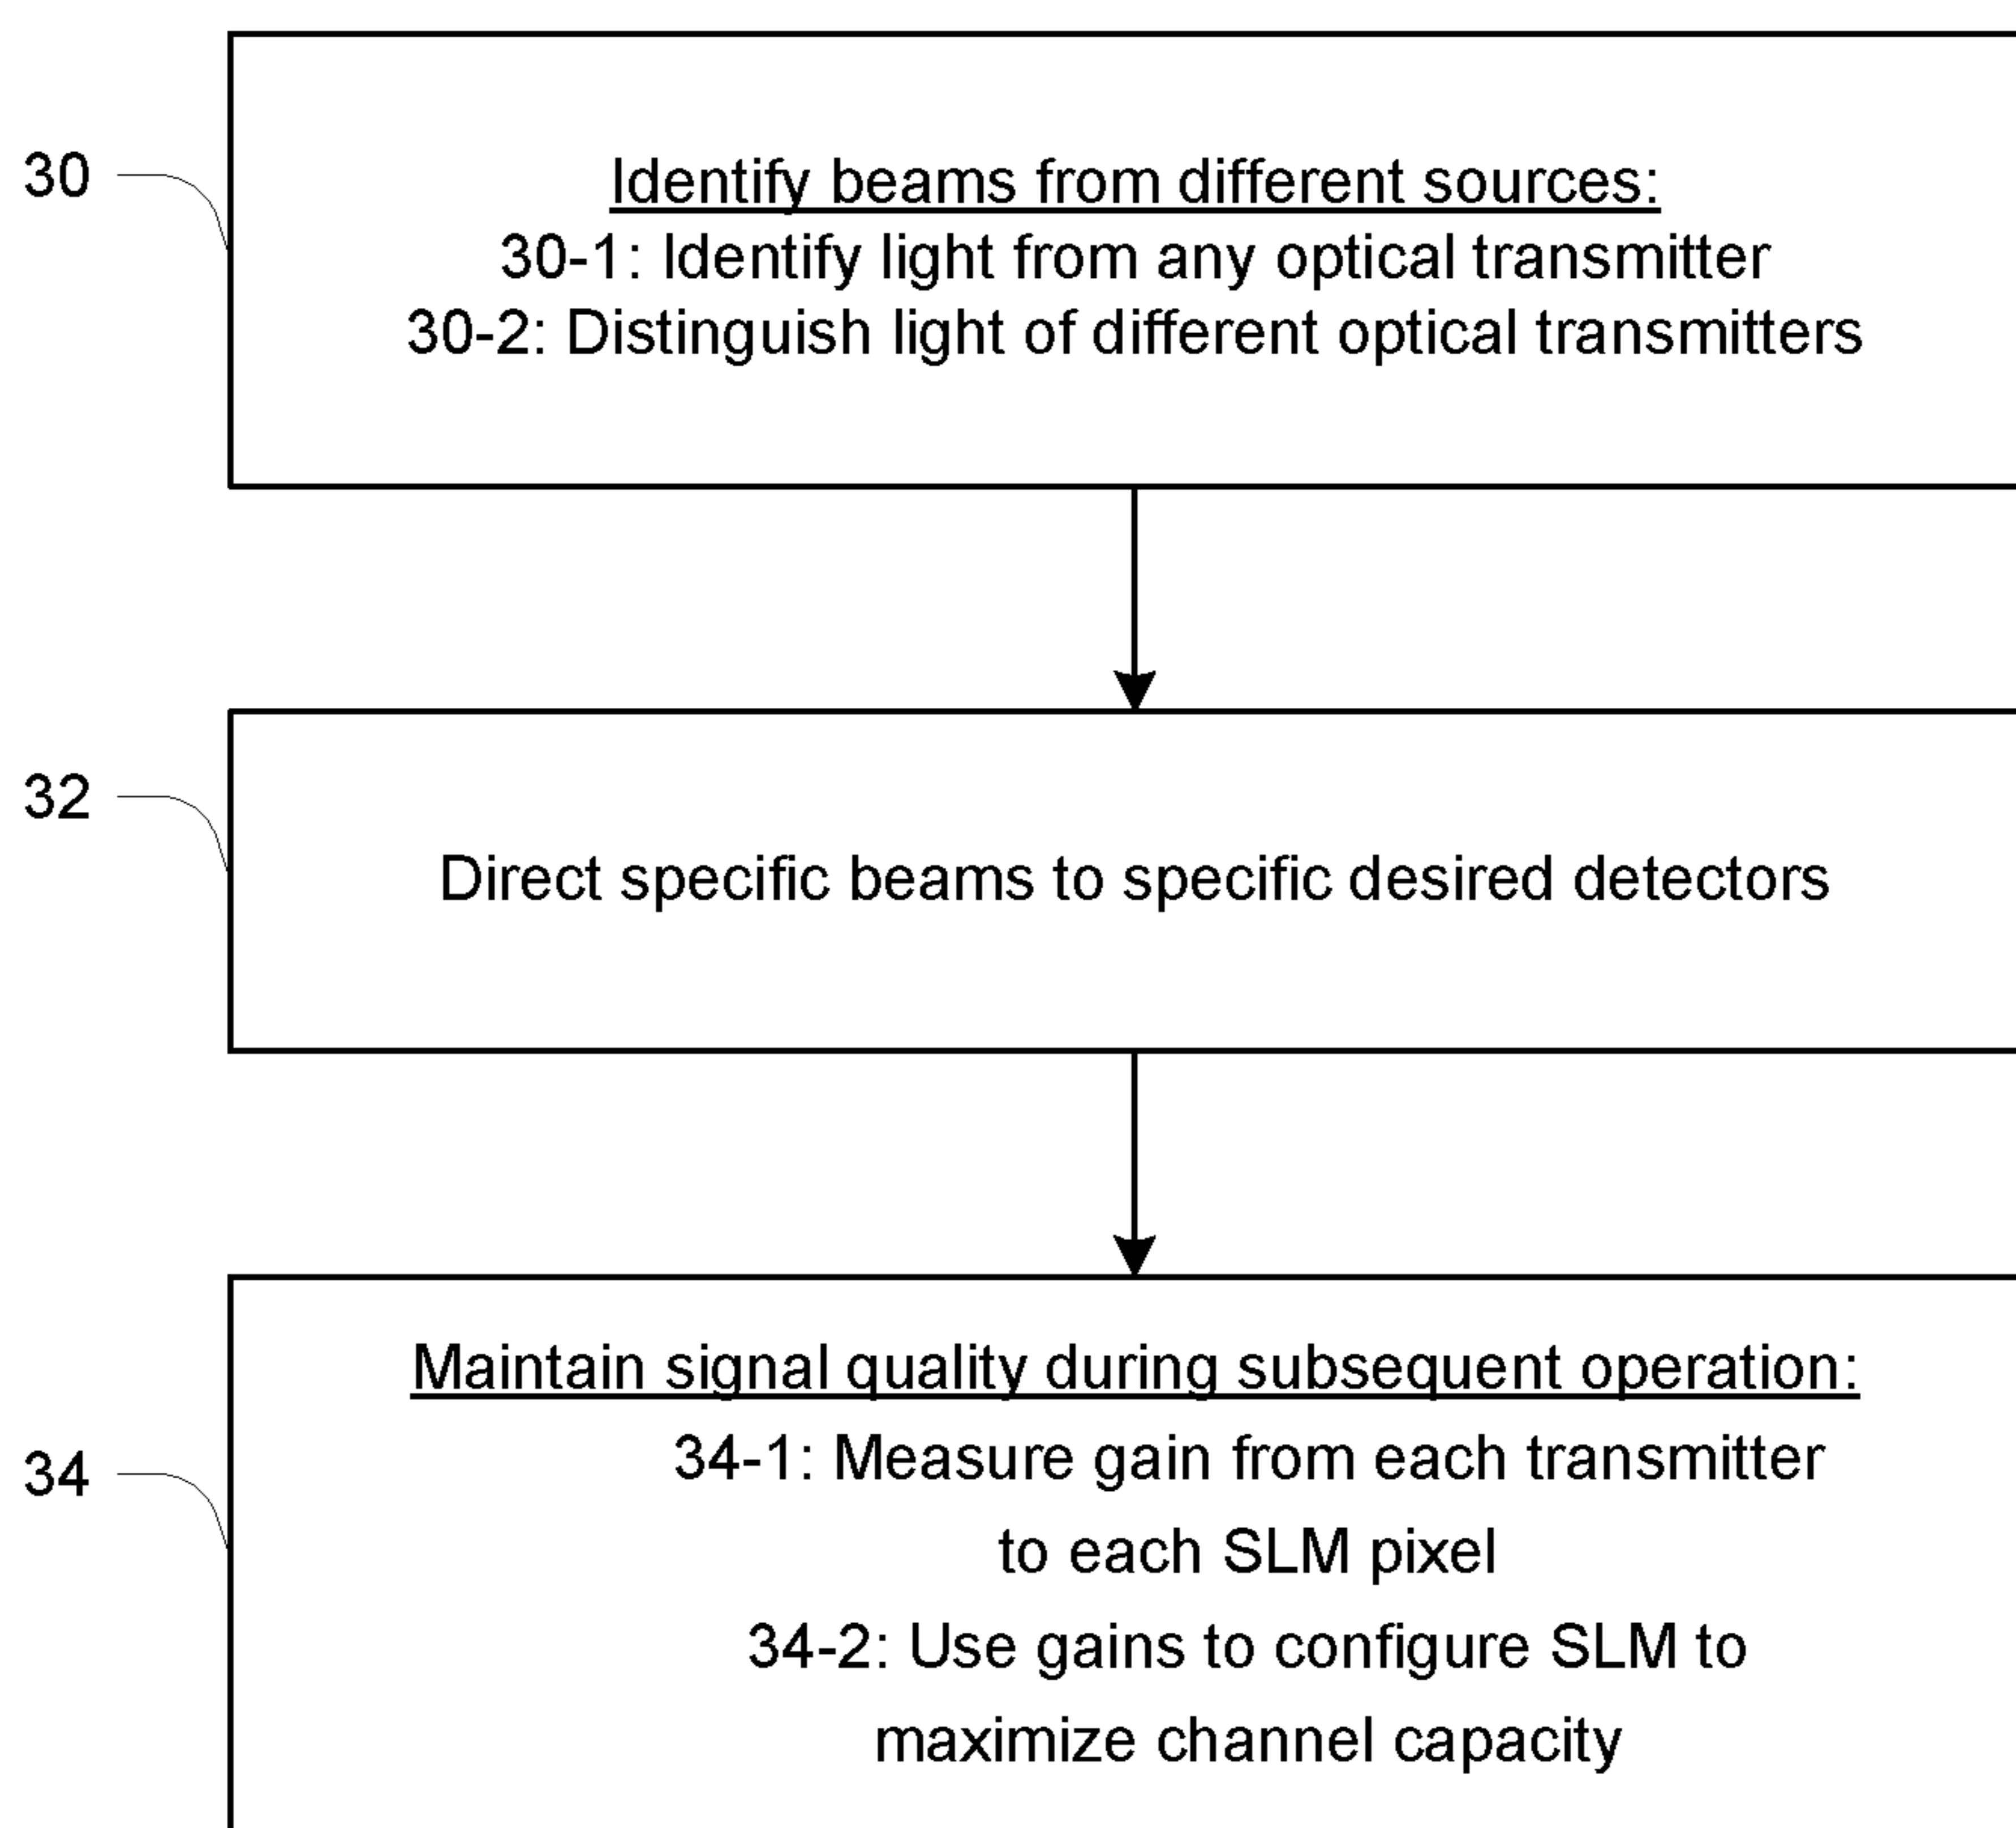 30
Identify beams from different sources:
30-1: Identify light from any optical transmitter
30-2: Distinguish light of different optical transmitters
32
Direct specific beams to specific desired detectors
34
Maintain signal quality during subsequent operation:
34-1: Measure gain from each transmitter
to each SLM pixel
34-2: Use gains to configure SLM to
maximize channel capacity